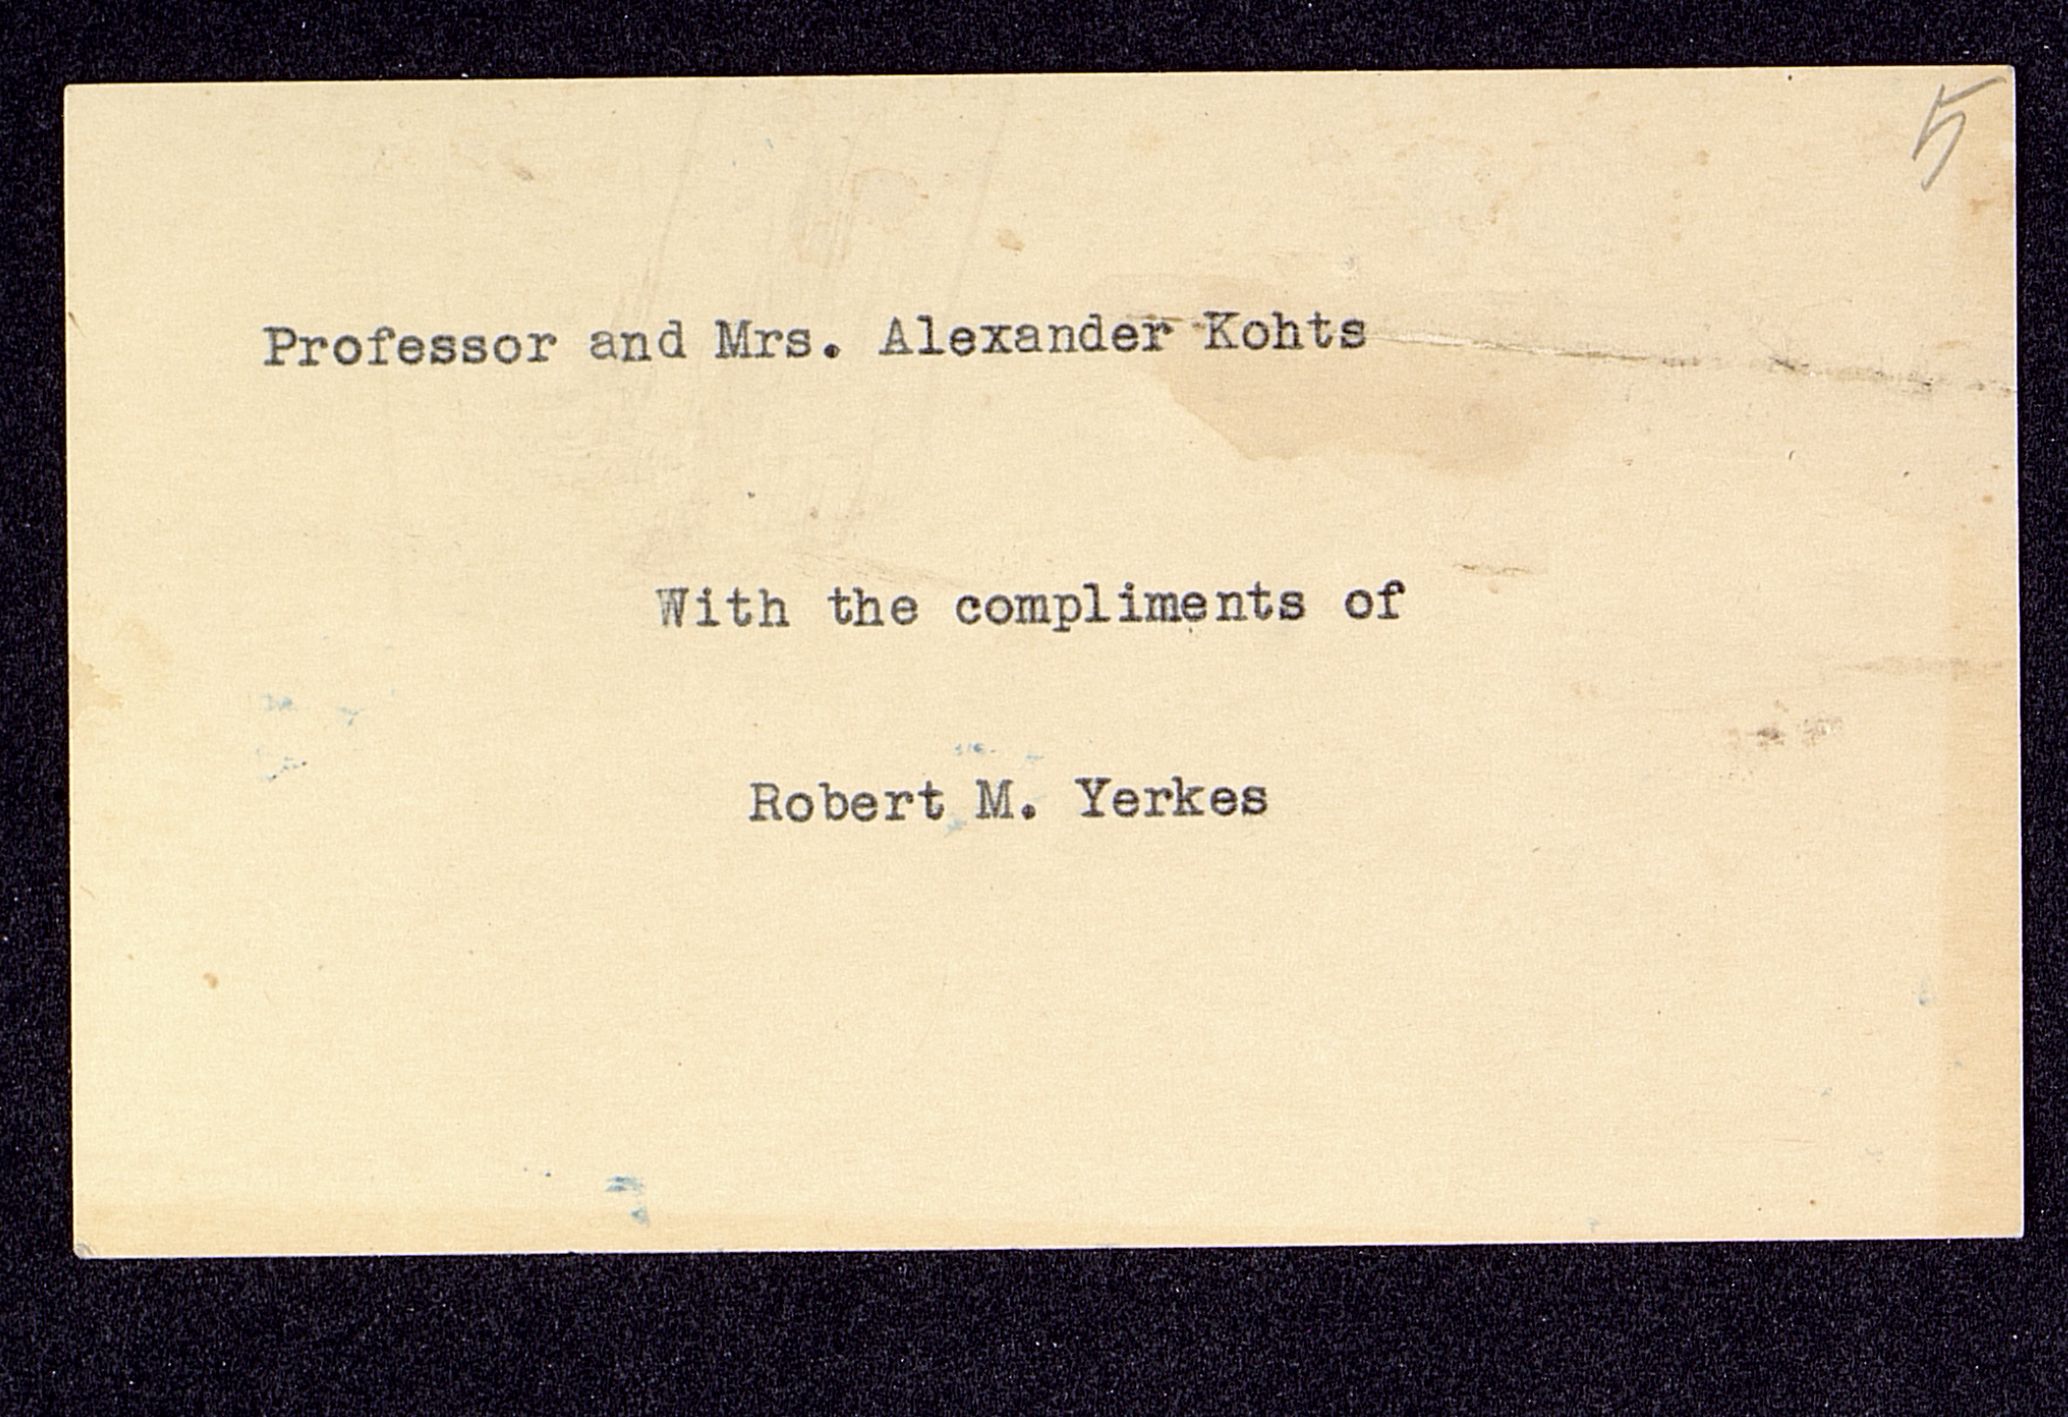 5
Professor and Mrs. Alexander Kohts
With the compliments of
Robert M. Yerkes